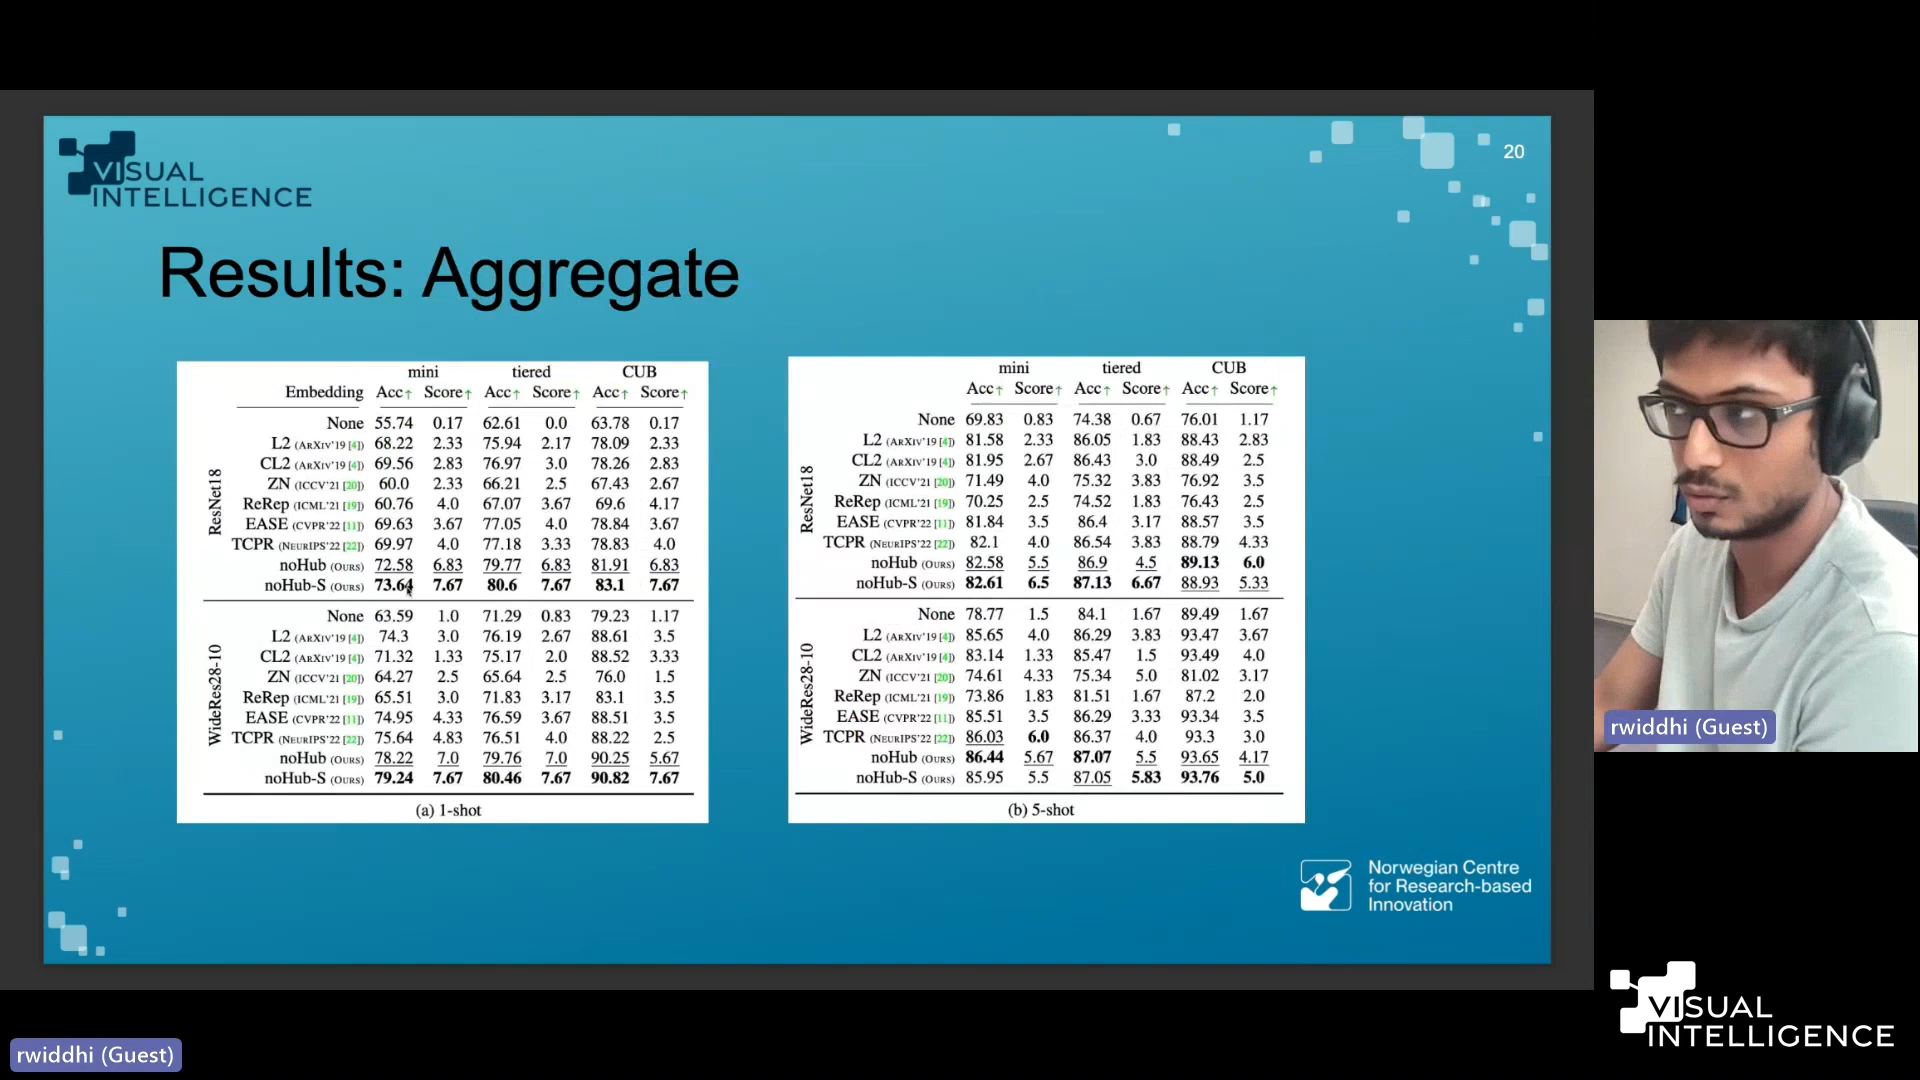 VISUAL
INTELLIGENCE
20
Results: Aggregate
mini tiered CUB
Embedding Acc↑ Score↑ Acc↑ Score↑ Acc↑ Score↑
ResNet18
None 55.74 0.17 62.61 0.0 63.78 0.17
L2 (ARXIV'19 [4]) 68.22 2.33 75.94 2.17 78.09 2.33
CL2 (ARXIV'19 [4]) 69.56 2.83 76.97 3.0 78.26 2.83
ZN (ICCV'21 [20]) 60.0 2.33 66.21 2.5 67.43 2.67
ReRep (ICML'21 [19]) 60.76 4.0 67.07 3.67 69.6 4.17
EASE (CVPR'22 [11]) 69.63 3.67 77.05 4.0 78.84 3.67
TCPR (NEURIPS'22 [22]) 69.97 4.0 77.18 3.33 78.83 4.0
noHub (OURS) 72.58 6.83 79.77 6.83 81.91 6.83
noHub-S (OURS) 73.64 7.67 80.6 7.67 83.1 7.67
WideRes28-10
None 63.59 1.0 71.29 0.83 79.23 1.17
L2 (ARXIV'19 [4]) 74.3 3.0 76.19 2.67 88.61 3.5
CL2 (ARXIV'19 [4]) 71.32 1.33 75.17 2.0 88.52 3.33
ZN (ICCV'21 [20]) 64.27 2.5 65.64 2.5 76.0 1.5
ReRep (ICML'21 [19]) 65.51 3.0 71.83 3.17 83.1 3.5
EASE (CVPR'22 [11]) 74.95 4.33 76.59 3.67 88.51 3.5
TCPR (NEURIPS'22 [22]) 75.64 4.83 76.51 4.0 88.22 2.5
noHub (OURS) 78.22 7.0 79.76 7.0 90.25 5.67
noHub-S (OURS) 79.24 7.67 80.46 7.67 90.82 7.67
(a) 1-shot
mini tiered CUB
Acc↑ Score↑ Acc↑ Score↑ Acc↑ Score↑
ResNet18
None 69.83 0.83 74.38 0.67 76.01 1.17
L2 (ARXIV'19 [4]) 81.58 2.33 86.05 1.83 88.43 2.83
CL2 (ARXIV'19 [4]) 81.95 2.67 86.43 3.0 88.49 2.5
ZN (ICCV'21 [20]) 71.49 4.0 75.32 3.83 76.92 3.5
ReRep (ICML'21 [19]) 70.25 2.5 74.52 1.83 76.43 2.5
EASE (CVPR'22 [11]) 81.84 3.5 86.4 3.17 88.57 3.5
TCPR (NEURIPS'22 [22]) 82.1 4.0 86.54 3.83 88.79 4.33
noHub (OURS) 82.58 5.5 86.9 4.5 89.13 6.0
noHub-S (OURS) 82.61 6.5 87.13 6.67 88.93 5.33
WideRes28-10
None 78.77 1.5 84.1 1.67 89.49 1.67
L2 (ARXIV'19 [4]) 85.65 4.0 86.29 3.83 93.47 3.67
CL2 (ARXIV'19 [4]) 83.14 1.33 85.47 1.5 93.49 4.0
ZN (ICCV'21 [20]) 74.61 4.33 75.34 5.0 81.02 3.17
ReRep (ICML'21 [19]) 73.86 1.83 81.51 1.67 87.2 2.0
EASE (CVPR'22 [11]) 85.51 3.5 86.29 3.33 93.34 3.5
TCPR (NEURIPS'22 [22]) 86.03 6.0 86.37 4.0 93.3 3.0
noHub (OURS) 86.44 5.67 87.07 5.5 93.65 4.17
noHub-S (OURS) 85.95 5.5 87.05 5.83 93.76 5.0
(b) 5-shot
Norwegian Centre
for Research-based
Innovation
rwiddhi (Guest)
VISUAL
INTELLIGENCE
rwiddhi (Guest)